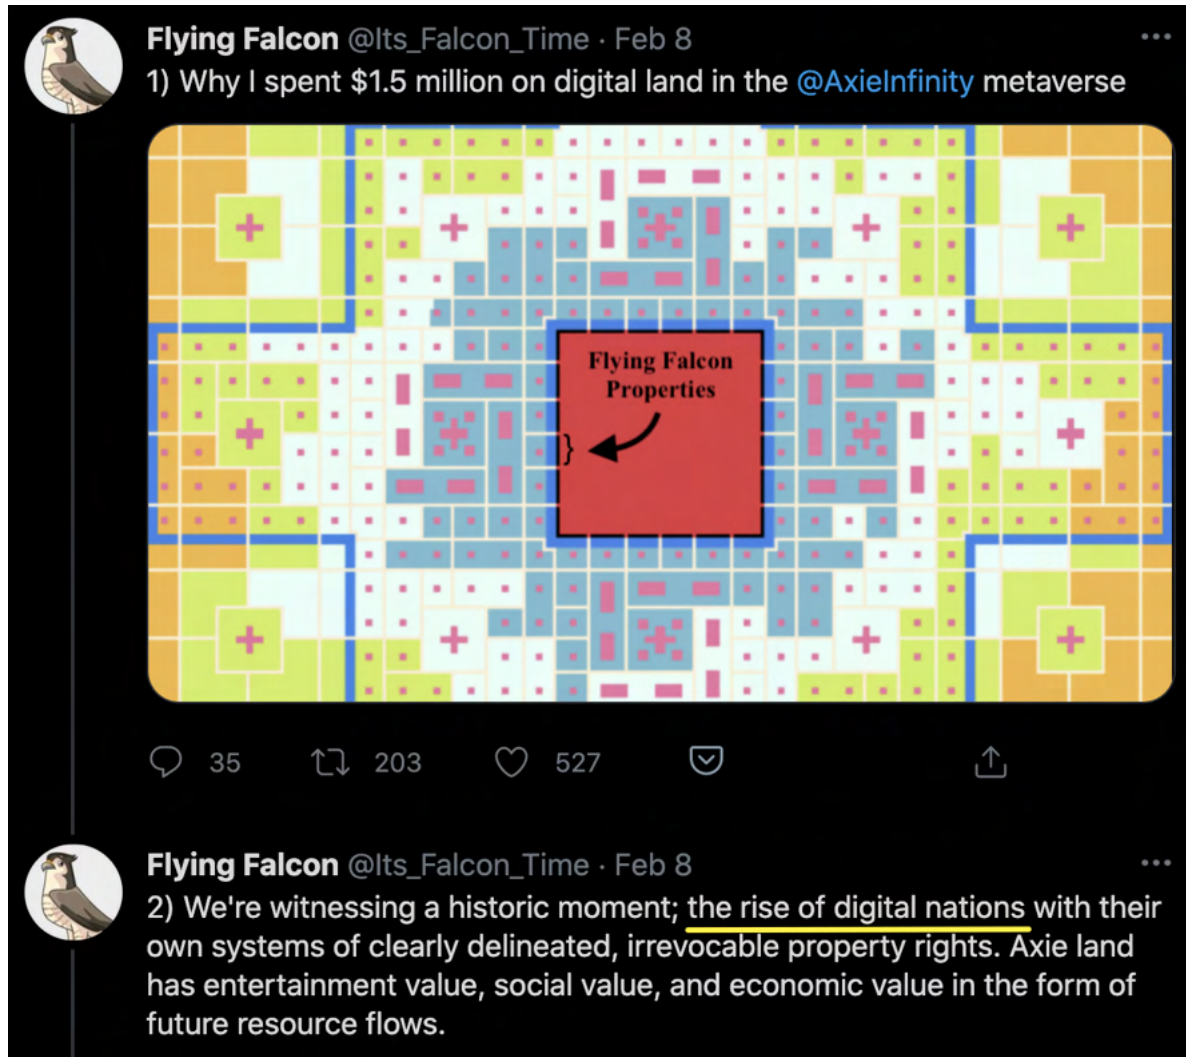 Flying Falcon @Its_Falcon_Time · Feb 8
1) Why I spent $1.5 million on digital land in the @AxieInfinity metaverse
Flying Falcon
Properties
}
35 203 527
Flying Falcon @Its_Falcon_Time · Feb 8
2) We're witnessing a historic moment; the rise of digital nations with their
own systems of clearly delineated, irrevocable property rights. Axie land
has entertainment value, social value, and economic value in the form of
future resource flows.